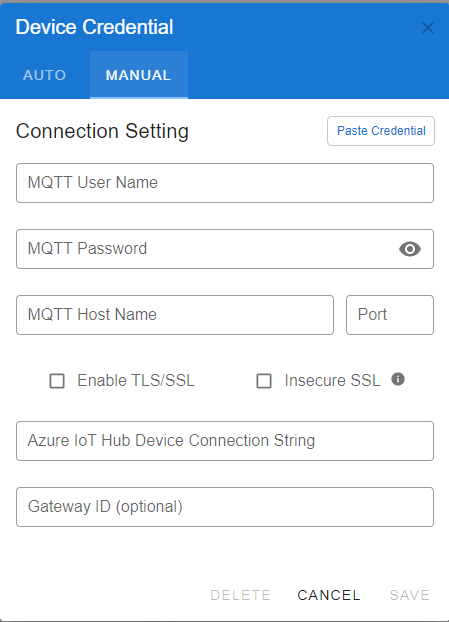 Device Credential
AUTO MANUAL
Connection Setting Paste Credential
MQTT User Name
MQTT Password
MQTT Host Name Port
Enable TLS/SSL Insecure SSL
Azure IoT Hub Device Connection String
Gateway ID (optional)
DELETE CANCEL SAVE